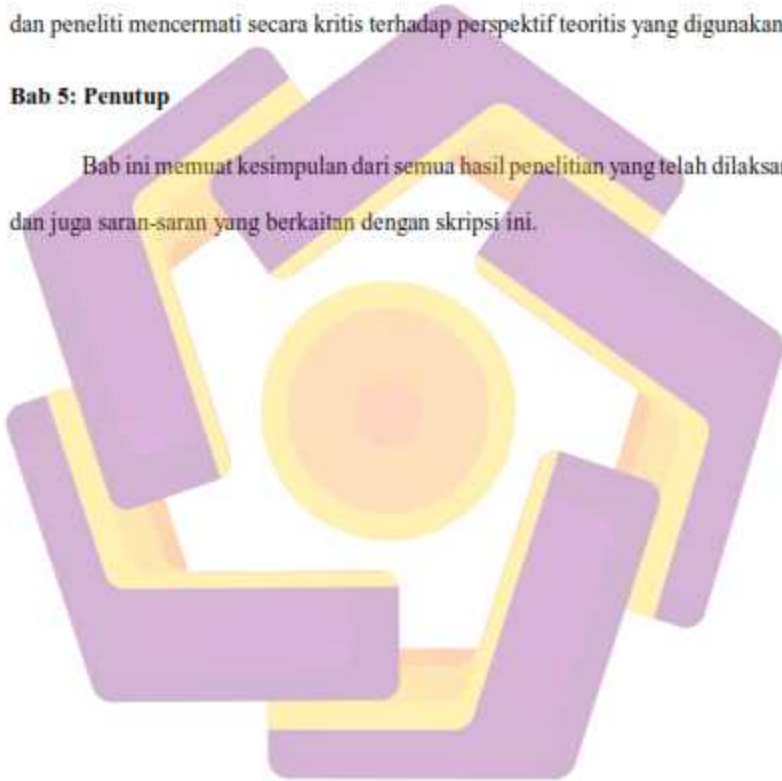 dan peneliti mencermati secara kritis terhadap perspektif teoritis yang digunakan
Bab 5: Penutup
Bab ini memuat kesimpulan dari semua hasil penelitian yang telah
dan juga saran-saran yang berkaitan dengan skripsi ini.